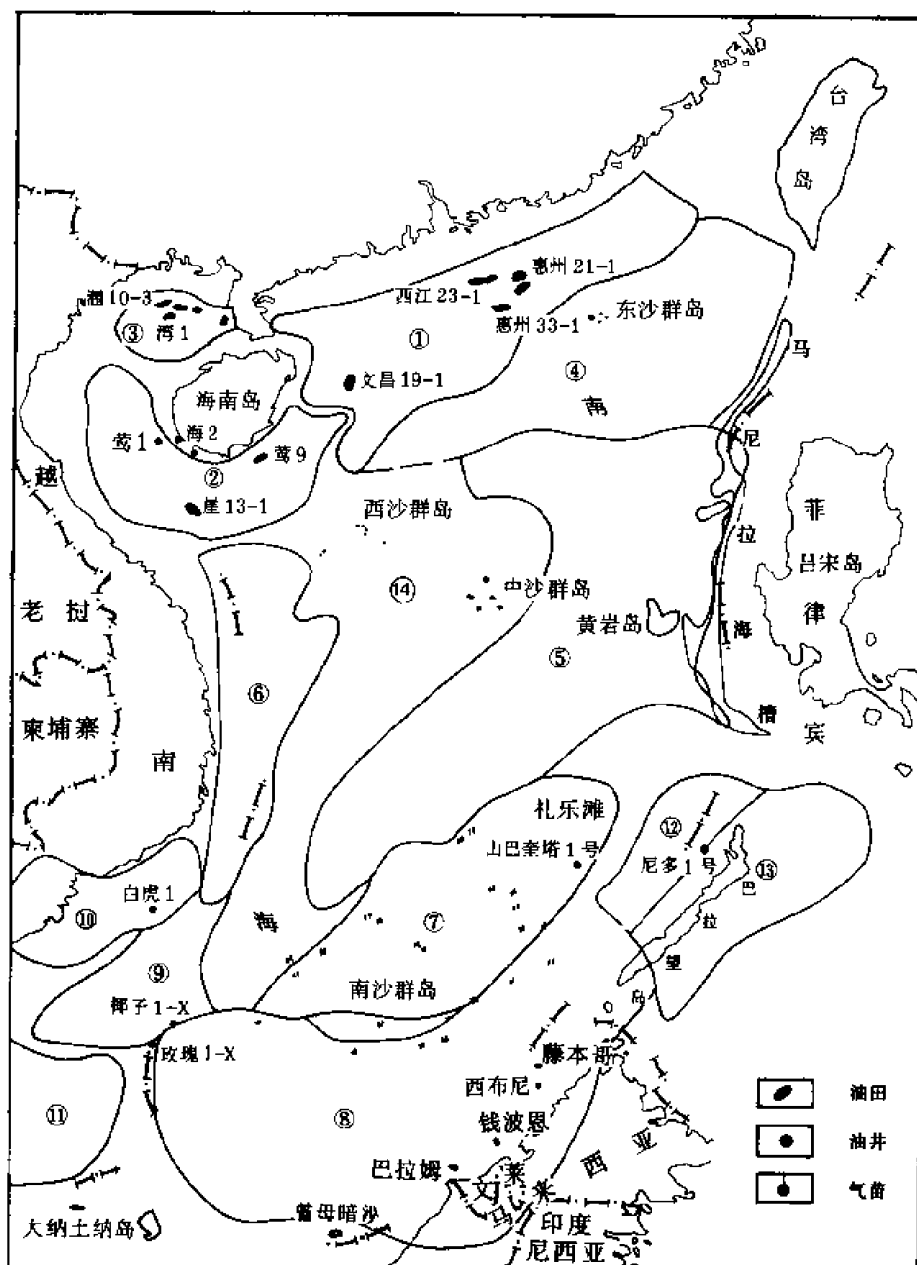 台
湾
岛
惠州 21-1
西江 23-1
惠州 33-1
东沙群岛
涠10-3
③
湾 1
①
④
马
文昌 19-1
南
海南岛
尼
莺 1
海 2
莺 9
②
越
崖 13-1
西沙群岛
拉
菲
吕宋岛
老 挝
⑭
中沙群岛
黄岩岛
海
律
⑤
⑥
柬埔寨
南
槽
宾
礼乐滩
⑫
山巴奎塔 1 号
尼多 1 号
⑬
巴
白虎 1
⑩
海
⑦
拉
望
⑨
南沙群岛
岛
椰子 1-X
玫瑰 1-X
藤本哥
西布尼
油田
⑪
⑧
钱波恩
油井
亚
西
巴拉姆
文
莱
来
马
气苗
大纳土纳岛
曾母暗沙
印度
尼西亚